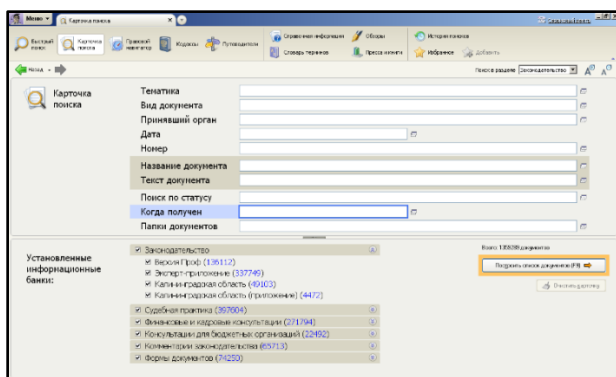 Меню
Карточка поиска
Быстрый поиск
Карточка поиска
Правовой навигатор
Кодексы
Путеводители
Справочная информация
Словарь терминов
Обзоры
Пресса и книги
История поисков
Избранное
Добавить
Назад
Поиск в разделе Законодательство
Карточка
поиска
Тематика
Вид документа
Принявший орган
Дата
Номер
Название документа
Текст документа
Поиск по статусу
Когда получен
Папки документов
Установленные
информационные
банки:
Законодательство
Версия Проф (136112)
Эксперт-приложение (337749)
Калининградская область (49103)
Калининградская область (приложение) (4472)
Судебная практика (397604)
Финансовые и кадровые консультации (271794)
Консультации для бюджетных организаций (22492)
Комментарии законодательства (65713)
Формы документов (74250)
Построить список документов (F9)
Очистить карточку